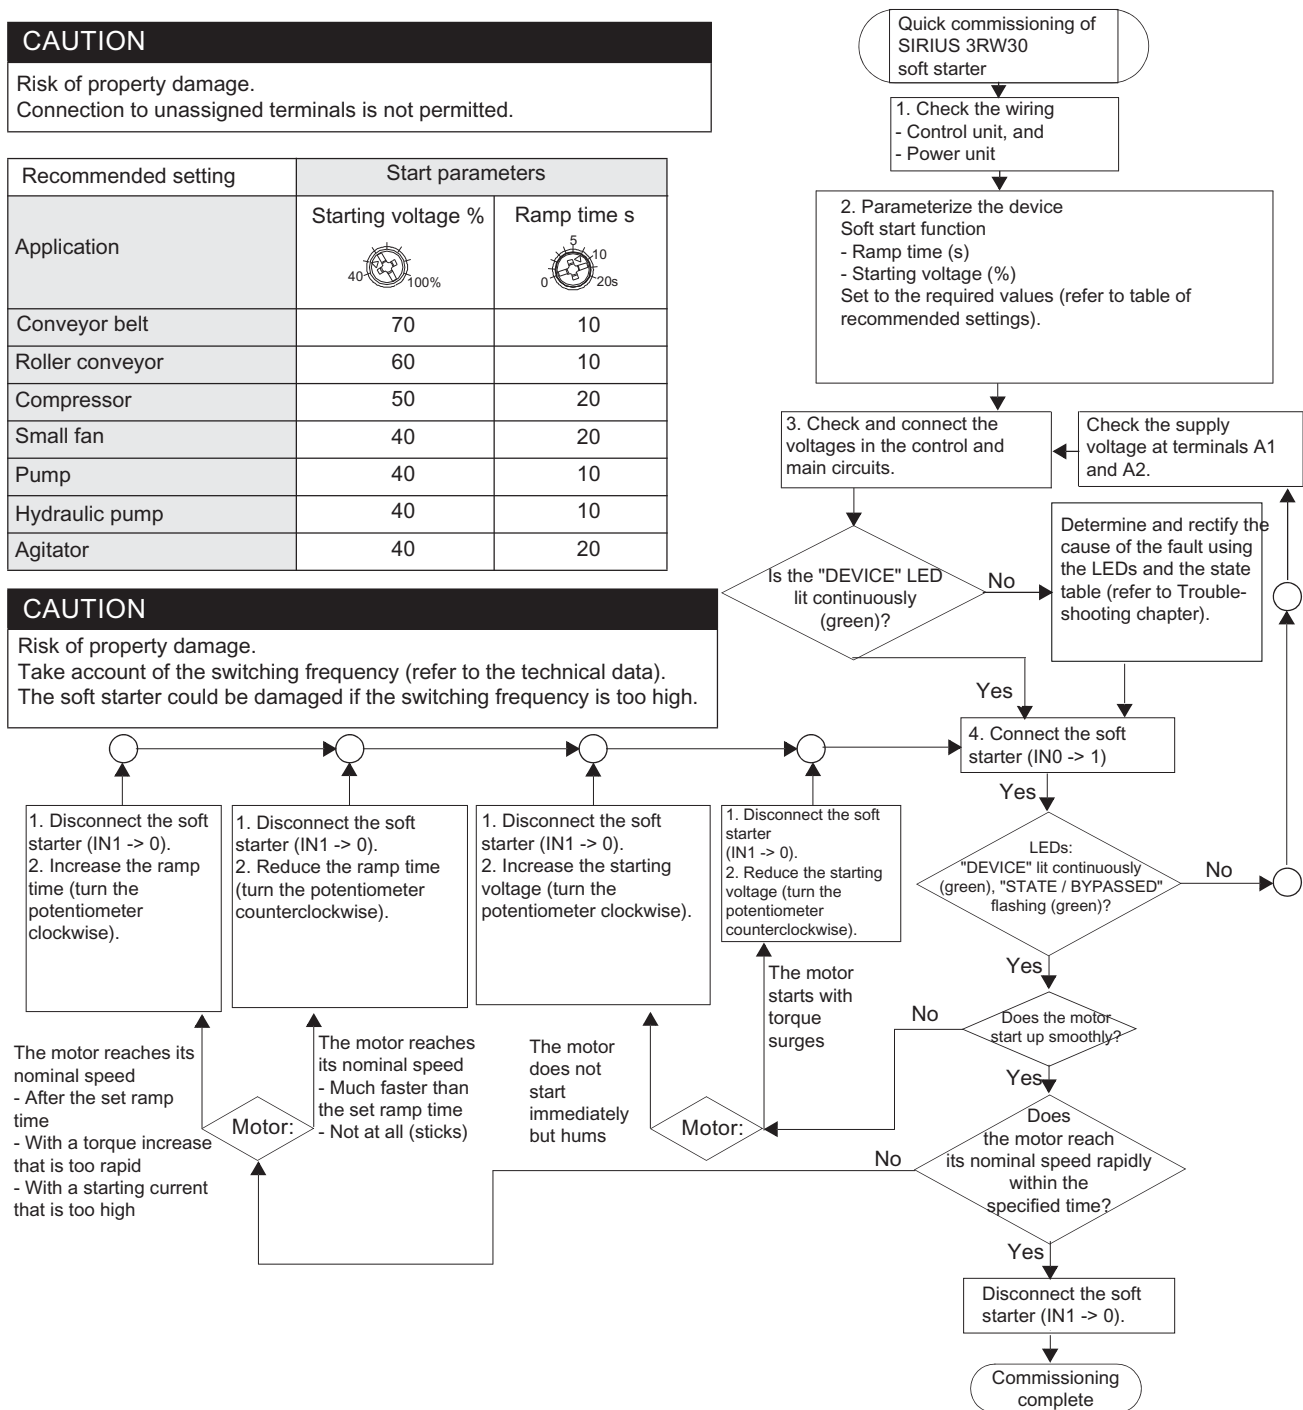 CAUTION
Risk of property damage.
Connection to unassigned terminals is not permitted.
Recommended setting
Start parameters
Application
Starting voltage %
40
100%
Ramp time s
0
5
10
20s
Conveyor belt 70 10
Roller conveyor 60 10
Compressor 50 20
Small fan 40 20
Pump 40 10
Hydraulic pump 40 10
Agitator 40 20
CAUTION
Risk of property damage.
Take account of the switching frequency (refer to the technical data).
The soft starter could be damaged if the switching frequency is too high.
Quick commissioning of
SIRIUS 3RW30
soft starter
1. Check the wiring
- Control unit, and
- Power unit
2. Parameterize the device
Soft start function
- Ramp time (s)
- Starting voltage (%)
Set to the required values (refer to table of
recommended settings).
3. Check and connect the
voltages in the control and
main circuits.
Check the supply
voltage at terminals A1
and A2.
Is the "DEVICE" LED
lit continuously
(green)?
No
Determine and rectify the
cause of the fault using
the LEDs and the state
table (refer to Trouble-
shooting chapter).
Yes
4. Connect the soft
starter (IN0 -> 1)
Yes
LEDs:
"DEVICE" lit continuously
(green), "STATE / BYPASSED"
flashing (green)?
No
Yes
Does the motor
start up smoothly?
No
Yes
Does
the motor reach
its nominal speed rapidly
within the
specified time?
No
Yes
Disconnect the soft
starter (IN1 -> 0).
Commissioning
complete
1. Disconnect the soft
starter (IN1 -> 0).
2. Increase the ramp
time (turn the
potentiometer
clockwise).
1. Disconnect the soft
starter (IN1 -> 0).
2. Reduce the ramp time
(turn the potentiometer
counterclockwise).
1. Disconnect the soft
starter (IN1 -> 0).
2. Increase the starting
voltage (turn the
potentiometer clockwise).
1. Disconnect the soft
starter
(IN1 -> 0).
2. Reduce the starting
voltage (turn the
potentiometer
counterclockwise).
The motor reaches its
nominal speed
- After the set ramp
time
- With a torque increase
that is too rapid
- With a starting current
that is too high
Motor:
The motor reaches
its nominal speed
- Much faster than
the set ramp time
- Not at all (sticks)
The motor
does not
start
immediately
but hums
Motor:
The motor
starts with
torque
surges